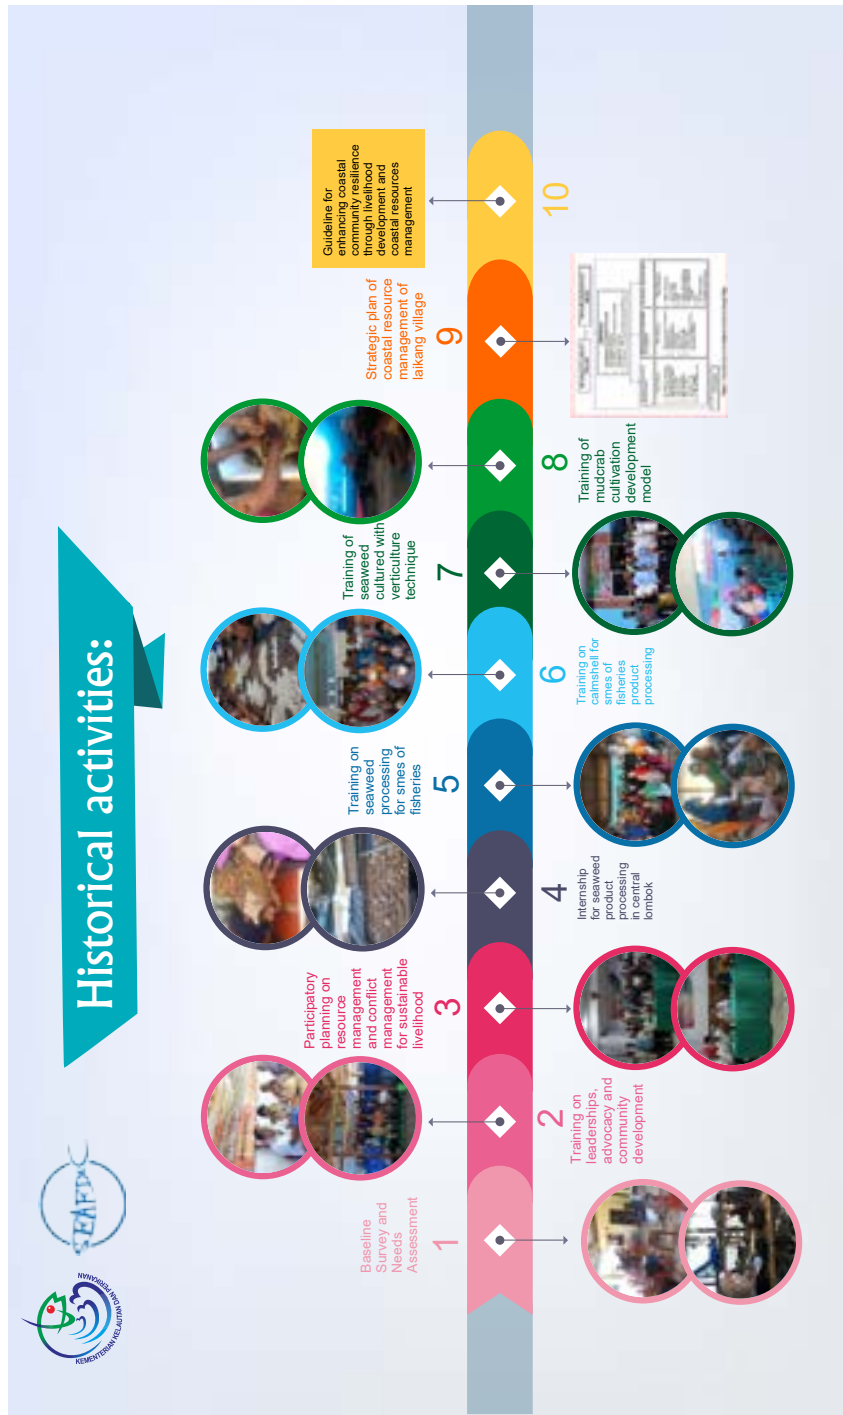 KEMENTERIAN KELAUTAN DAN PERIKANAN
SEAFDEC
Historical activities:
1
Baseline
Survey and
Needs
Assessment
2
Training on
leaderships,
advocacy and
community
development
3
Participatory
planning on
resource
management
and conflict
management
for sustainable
livelihood
4
Internship
for seaweed
product
processing
in central
lombok
5
Training on
seaweed
processing
for smes of
fisheries
6
Training on
calmshell for
smes of
fisheries
product
processing
7
Training of
seaweed
cultured with
verticulture
technique
8
Training of
mudcrab
cultivation
development
model
9
Strategic plan of
coastal resource
management of
laikang village
10
Guideline for
enhancing coastal
community resilience
through livelihood
development and
coastal resources
management